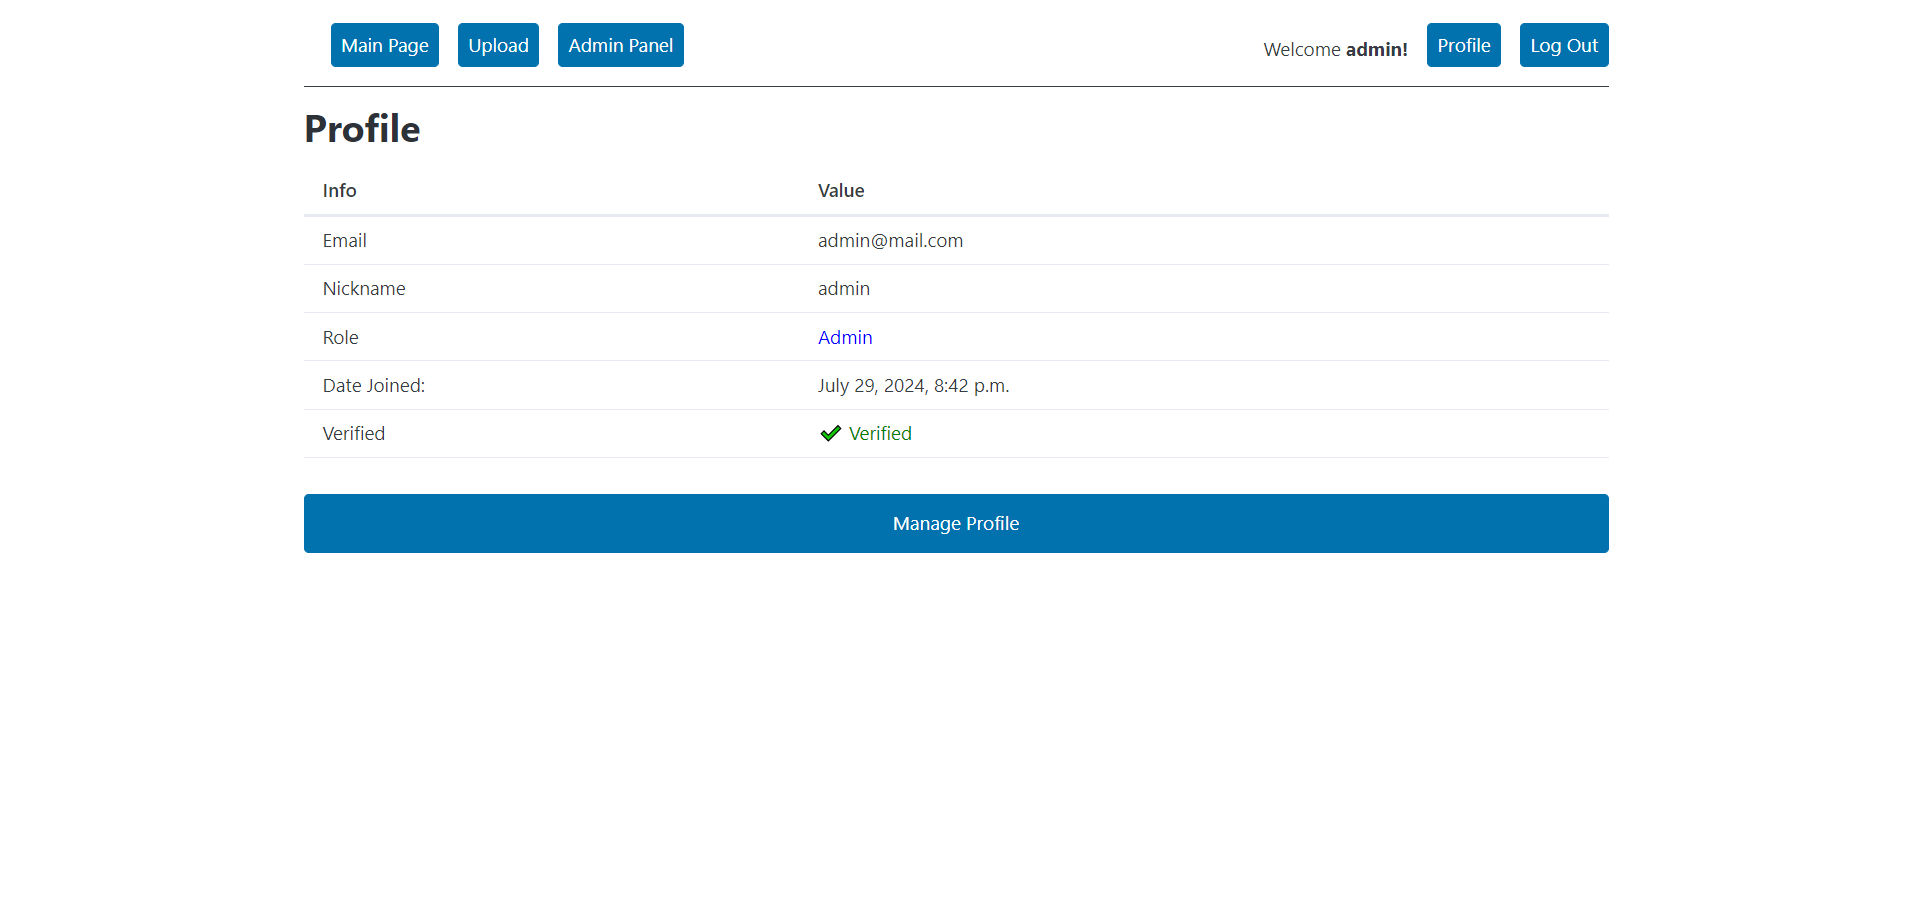 Main Page Upload Admin Panel Welcome admin! Profile Log Out
Profile
Info Value
Email admin@mail.com
Nickname admin
Role Admin
Date Joined: July 29, 2024, 8:42 p.m.
Verified Verified
Manage Profile